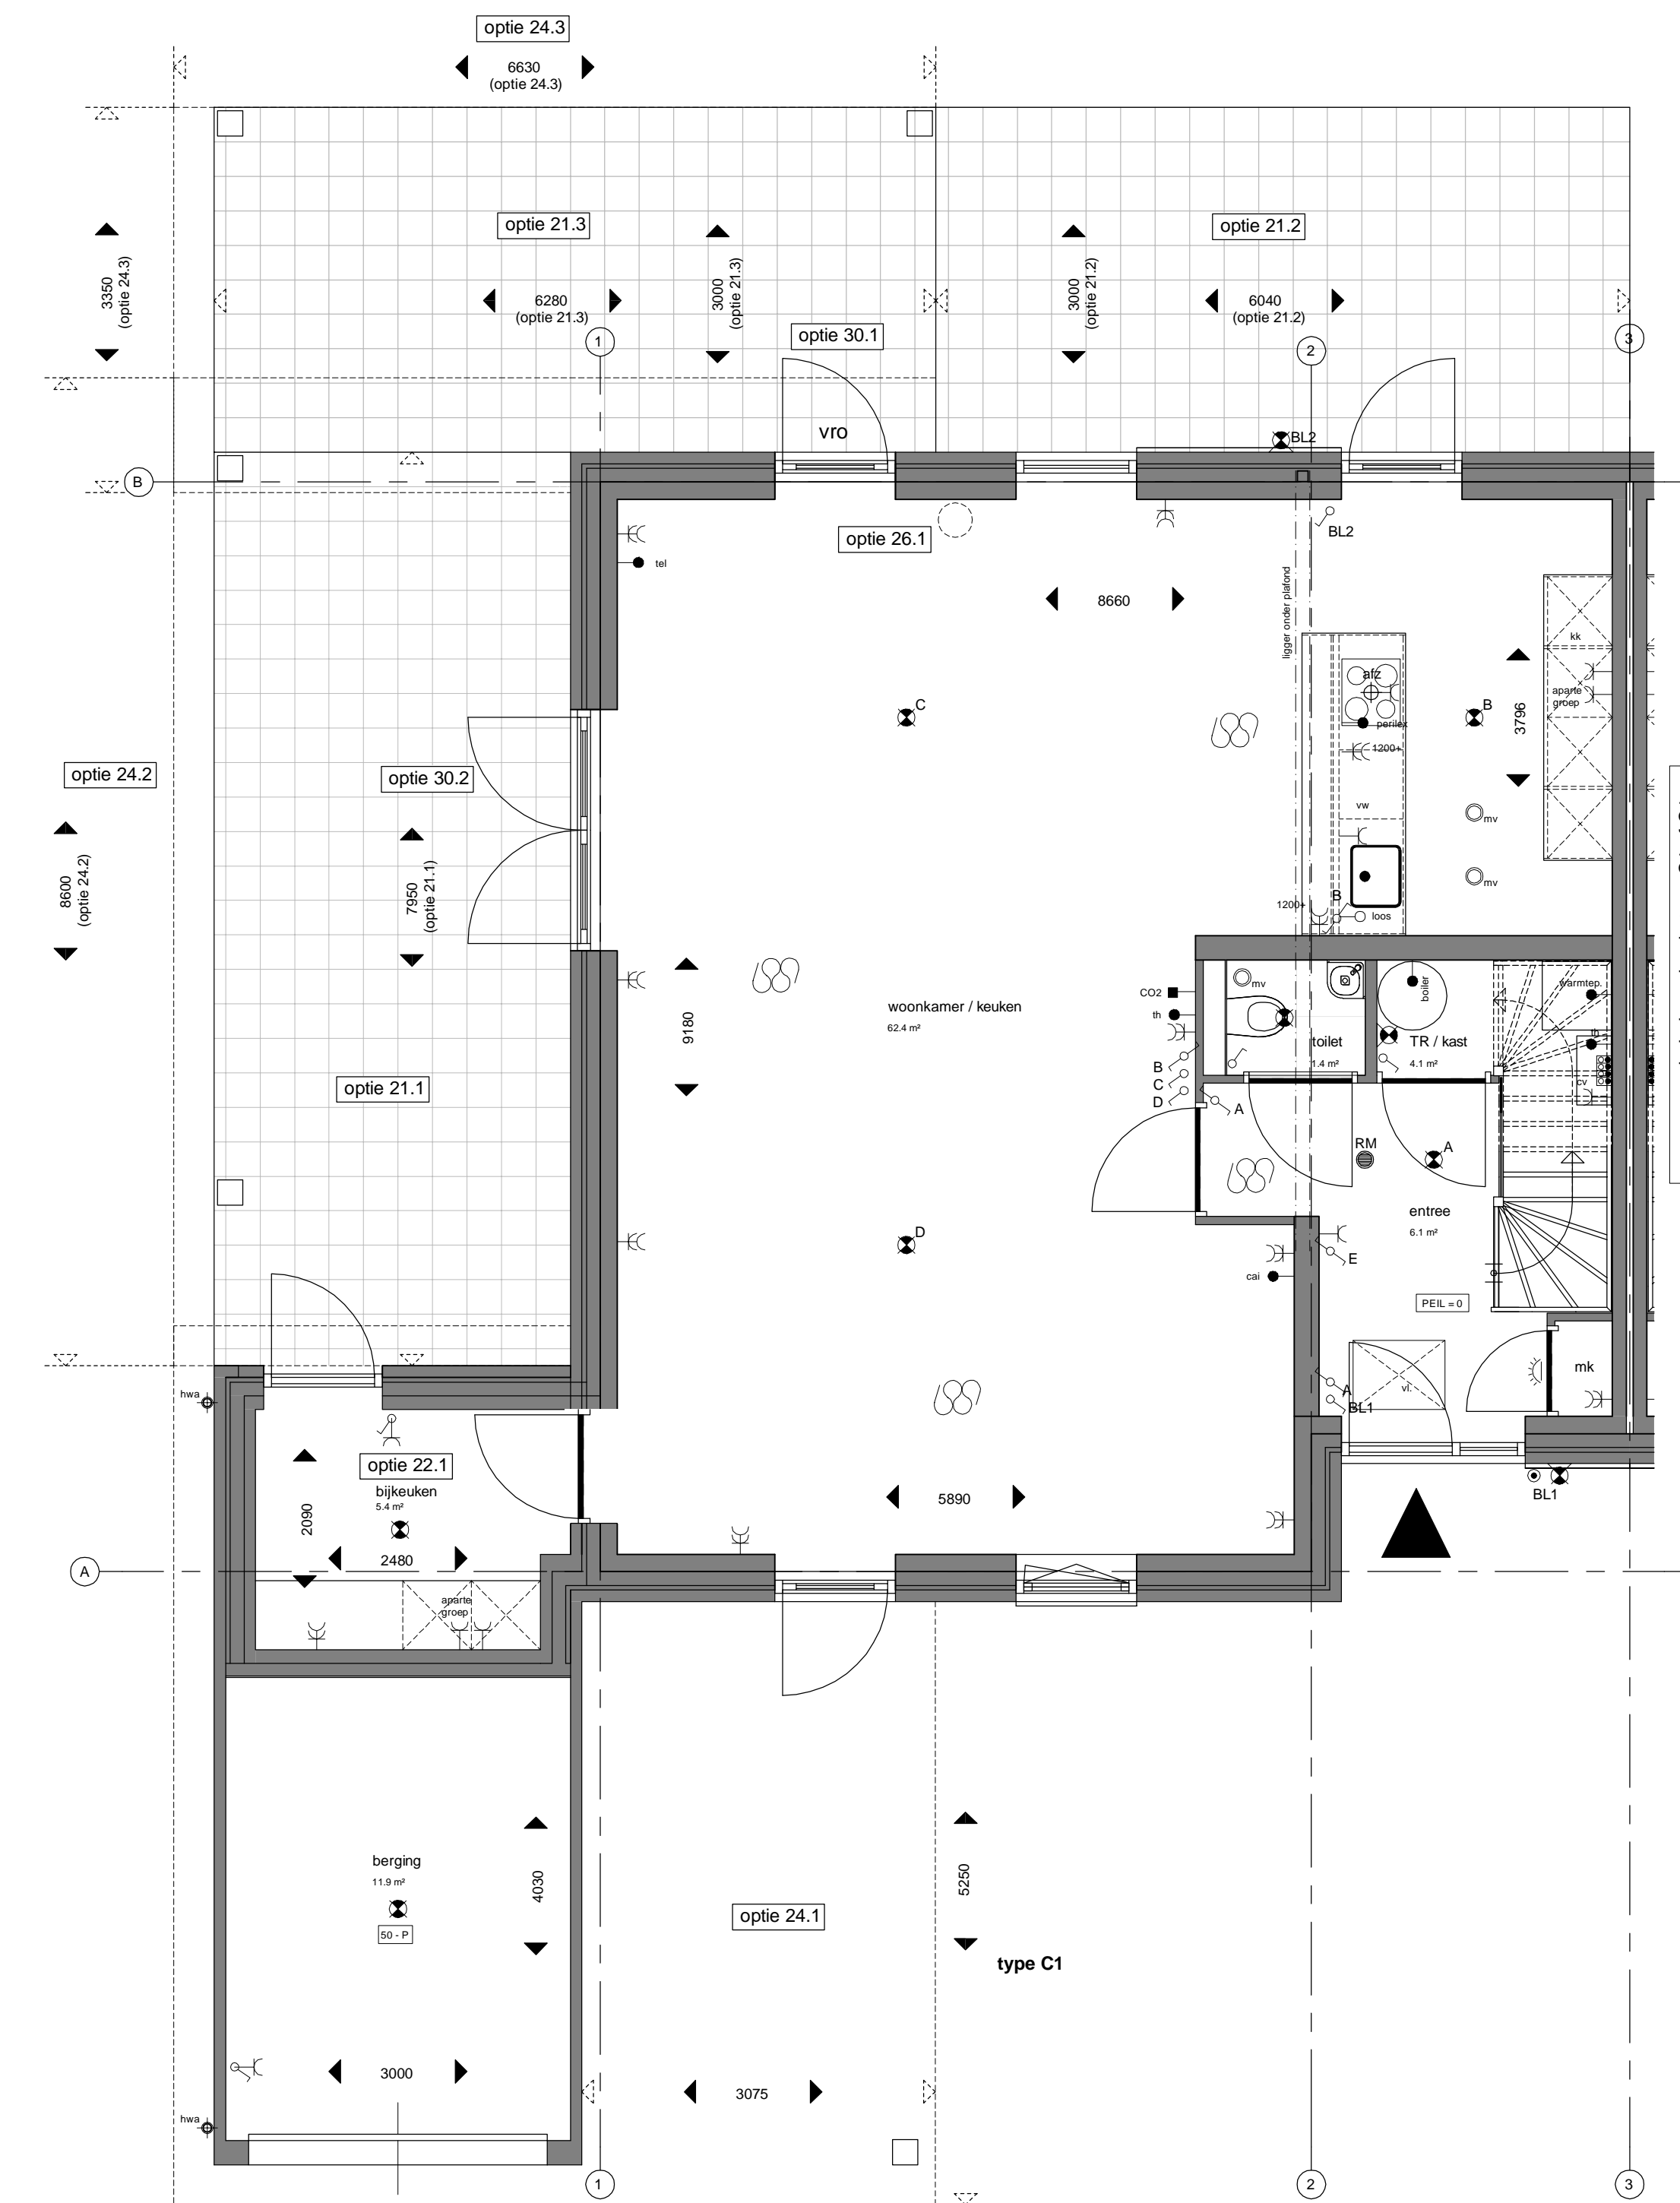 optie 24.3
6630
(optie 24.3)
optie 21.3
optie 21.2
3350
(optie 24.3)
6280
(optie 21.3)
3000
(optie 21.3)
3000
(optie 21.2)
6040
(optie 21.2)
optie 30.1
1
2
3
vro
BL2
B
optie 26.1
BL2
tel
8660
ligger onder plafond
kk
afz
aparte
groep
C
B
perilex
3796
1200+
optie 24.2
optie 30.2
vw
mv
8600
(optie 24.2)
7950
(optie 21.1)
mv
B
1200+
loos
9180
woonkamer / keuken
62.4 m²
CO2
th
mv
boiler
warmtep.
th
toilet
1.4 m²
TR / kast
4.1 m²
cv
B
C
D
A
optie 21.1
RM
A
entree
6.1 m²
D
E
cai
PEIL = 0
mk
hwa
A
vl.
BL1
optie 22.1
bijkeuken
5.4 m²
2090
2480
5890
BL1
A
aparte
groep
berging
11.9 m²
50 - P
4030
5250
optie 24.1
type C1
3000
3075
hwa
1
2
3